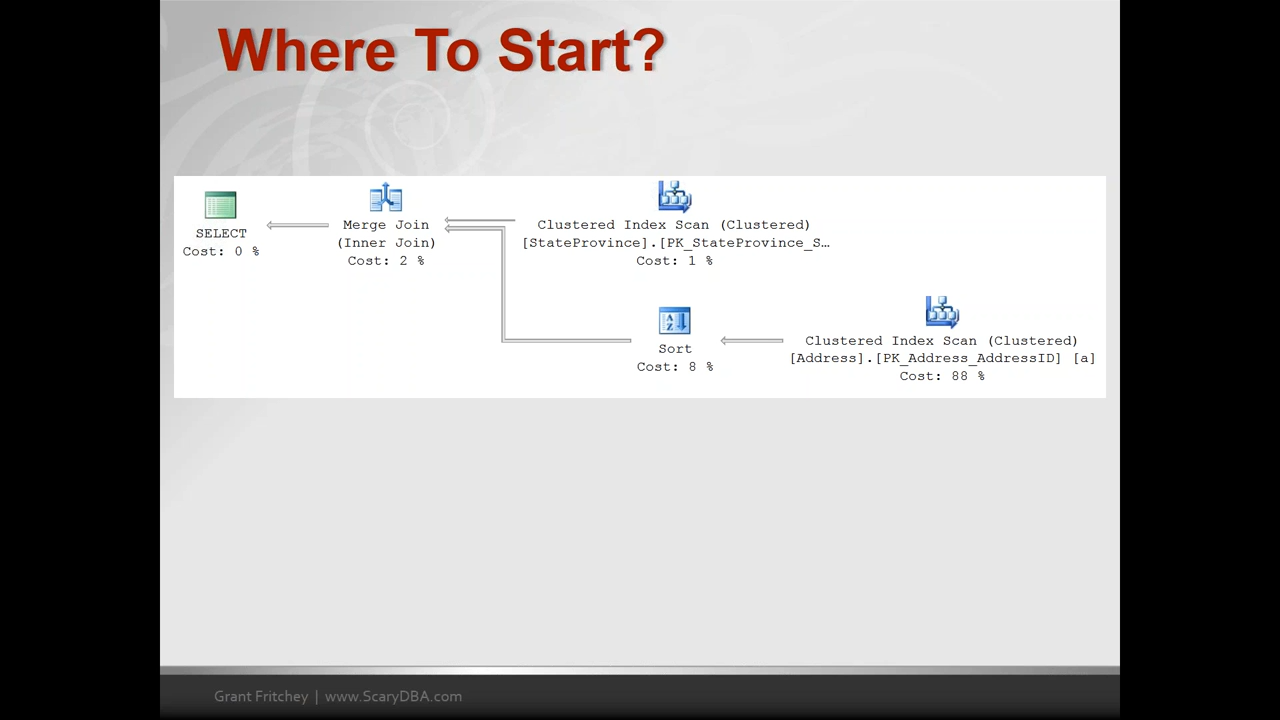 Where To Start?
SELECT
Cost: 0 %
Merge Join
(Inner Join)
Cost: 2 %
Clustered Index Scan (Clustered)
[StateProvince].[PK_StateProvince_S…
Cost: 1 %
Sort
Cost: 8 %
Clustered Index Scan (Clustered)
[Address].[PK_Address_AddressID] [a]
Cost: 88 %
Grant Fritchey | www.ScaryDBA.com